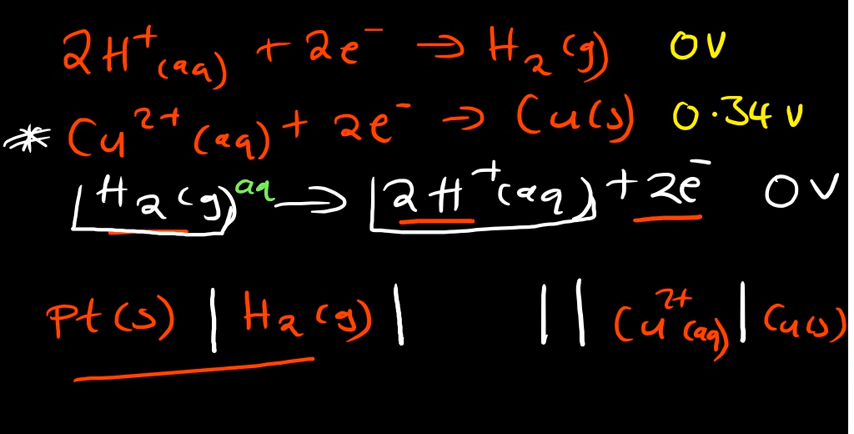 2H⁺(aq) + 2e⁻ → H₂(g) 0V
* Cu²⁺(aq) + 2e⁻ → Cu(s) 0.34 V
H₂(g) aq → 2H⁺(aq) + 2e⁻ 0V
Pt(s) | H₂(g) | || Cu²⁺(aq) | Cu(s)